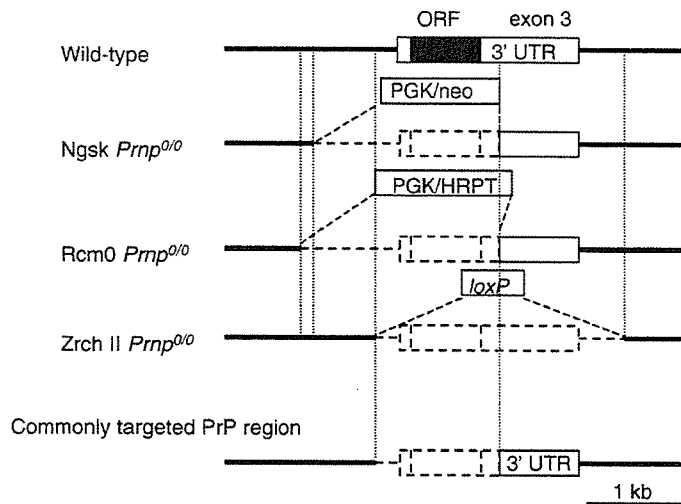 ORF exon 3
Wild-type
3' UTR
PGK/neo
Ngsk Prnp0/0
PGK/HRPT
Rcm0 Prnp0/0
loxP
Zrch II Prnp0/0
Commonly targeted PrP region
3' UTR
1 kb